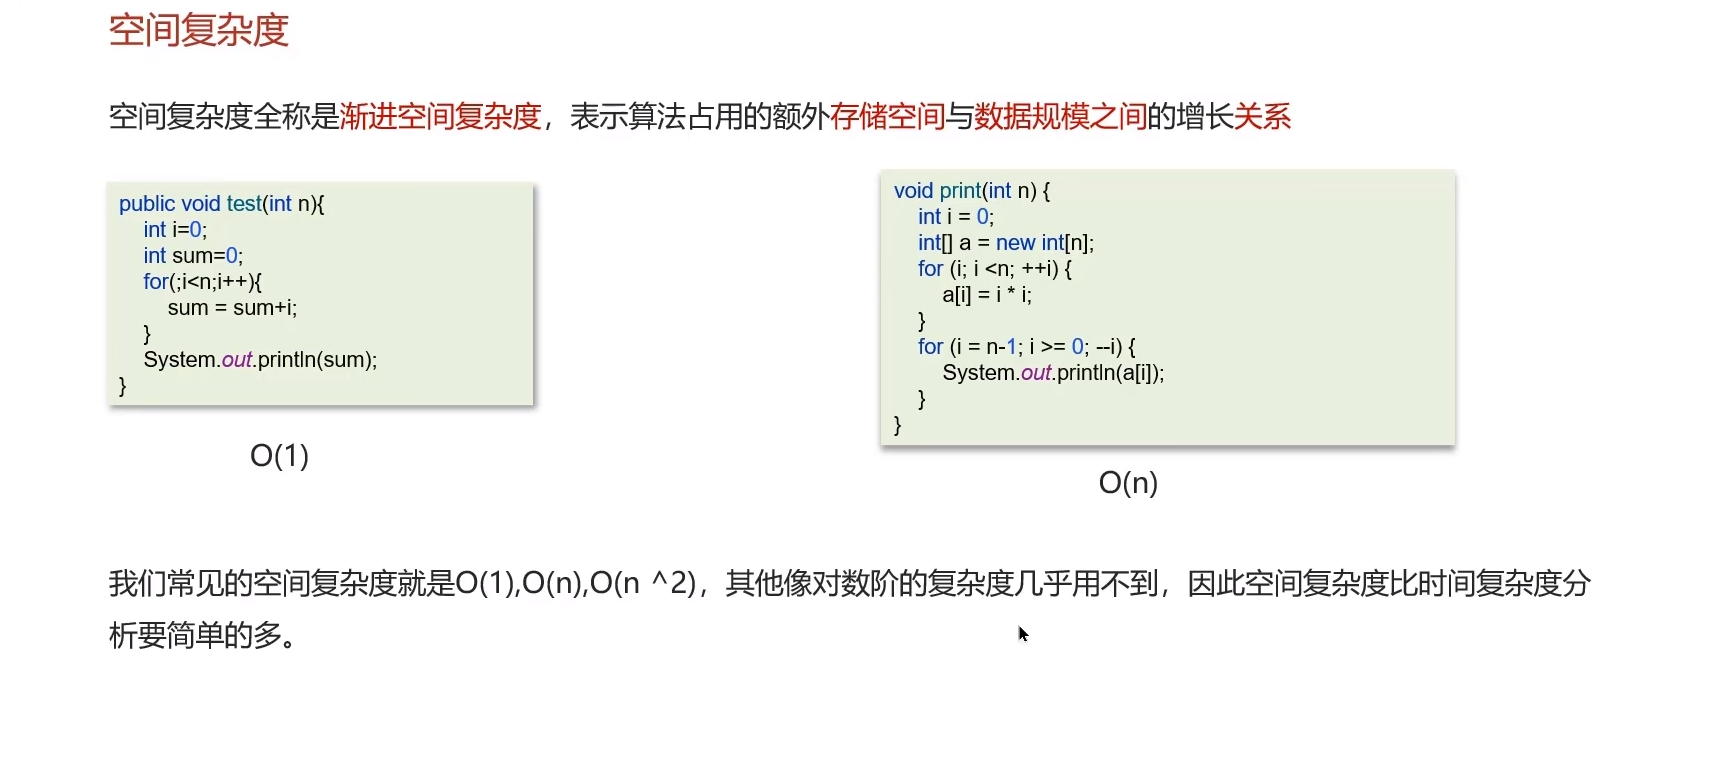 空间复杂度
空间复杂度全称是渐进空间复杂度，表示算法占用的额外存储空间与数据规模之间的增长关系
public void test(int n){
int i=0;
int sum=0;
for(;i<n;i++){
sum = sum+i;
}
System.out.println(sum);
}
O(1)
void print(int n) {
int i = 0;
int[] a = new int[n];
for (i; i <n; ++i) {
a[i] = i * i;
}
for (i = n-1; i >= 0; --i) {
System.out.println(a[i]);
}
}
O(n)
我们常见的空间复杂度就是O(1),O(n),O(n ^2)，其他像对数阶的复杂度几乎用不到，因此空间复杂度比时间复杂度分
析要简单的多。